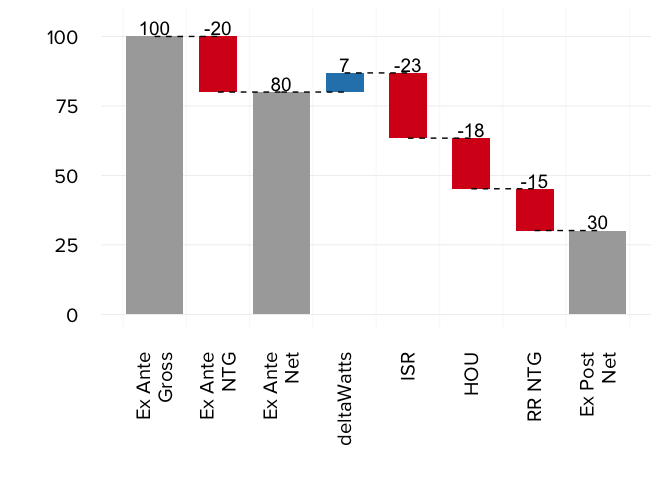 100
75
50
25
0
100
-20
80
7
-23
-18
-15
30
Ex Ante
Gross
Ex Ante
NTG
Ex Ante
Net
deltaWatts
ISR
HOU
RR NTG
Ex Post
Net